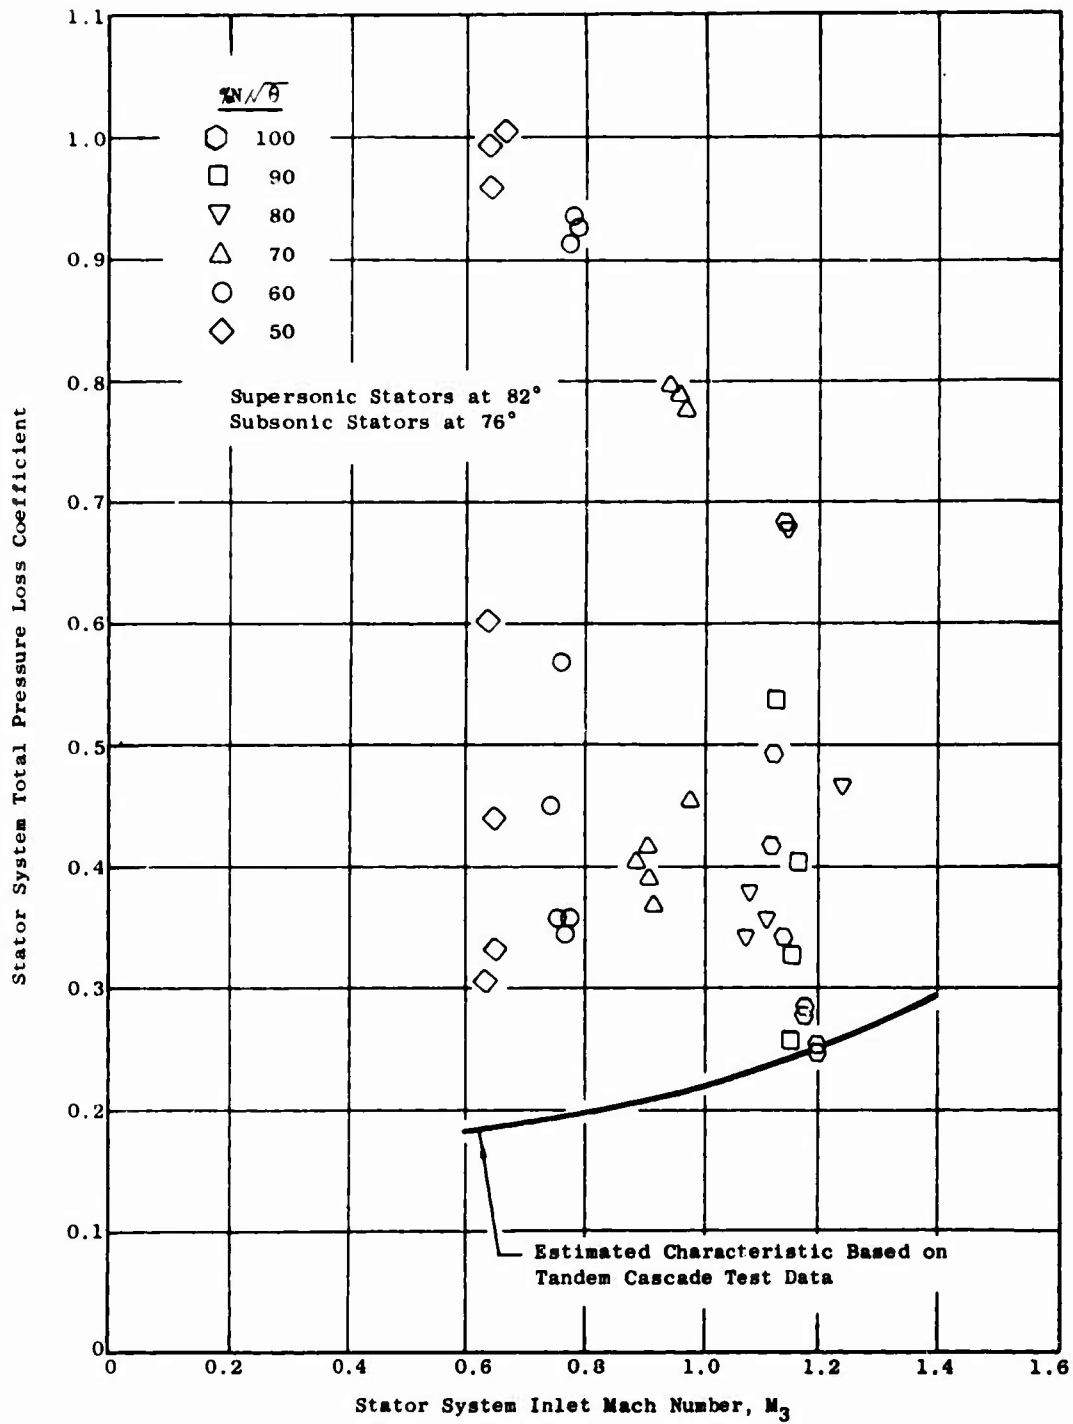 1.1
1.0
0.9
0.8
0.7
0.6
0.5
0.4
0.3
0.2
0.1
0
Stator System Total Pressure Loss Coefficient
%N/√θ
100
90
80
70
60
50
Supersonic Stators at 82°
Subsonic Stators at 76°
Estimated Characteristic Based on
Tandem Cascade Test Data
0 0.2 0.4 0.6 0.8 1.0 1.2 1.4 1.6
Stator System Inlet Mach Number, M3